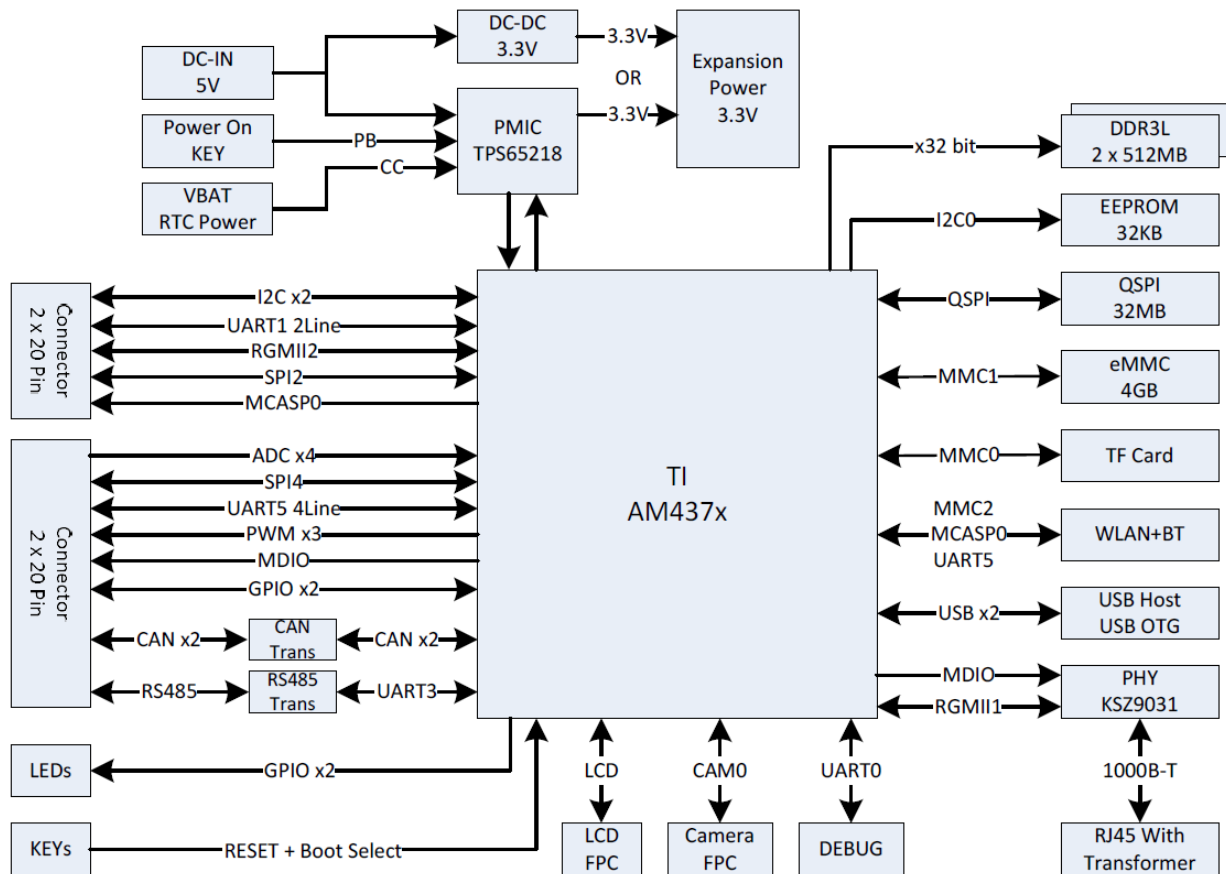 DC-IN
5V
DC-DC
3.3V
3.3V
OR
3.3V
Expansion
Power
3.3V
Power On
KEY
PB
PMIC
TPS65218
VBAT
RTC Power
CC
x32 bit
DDR3L
2 x 512MB
I2C0
EEPROM
32KB
QSPI
QSPI
32MB
MMC1
eMMC
4GB
MMC0
TF Card
MMC2
MCASP0
UART5
WLAN+BT
USB x2
USB Host
USB OTG
MDIO
RGMII1
PHY
KSZ9031
1000B-T
RJ45 With
Transformer
TI
AM437x
Connector
2 x 20 Pin
I2C x2
UART1 2Line
RGMII2
SPI2
MCASP0
Connector
2 x 20 Pin
ADC x4
SPI4
UART5 4Line
PWM x3
MDIO
GPIO x2
CAN x2
CAN
Trans
CAN x2
RS485
RS485
Trans
UART3
LEDs
GPIO x2
KEYs
RESET + Boot Select
LCD
LCD
FPC
CAM0
Camera
FPC
UART0
DEBUG